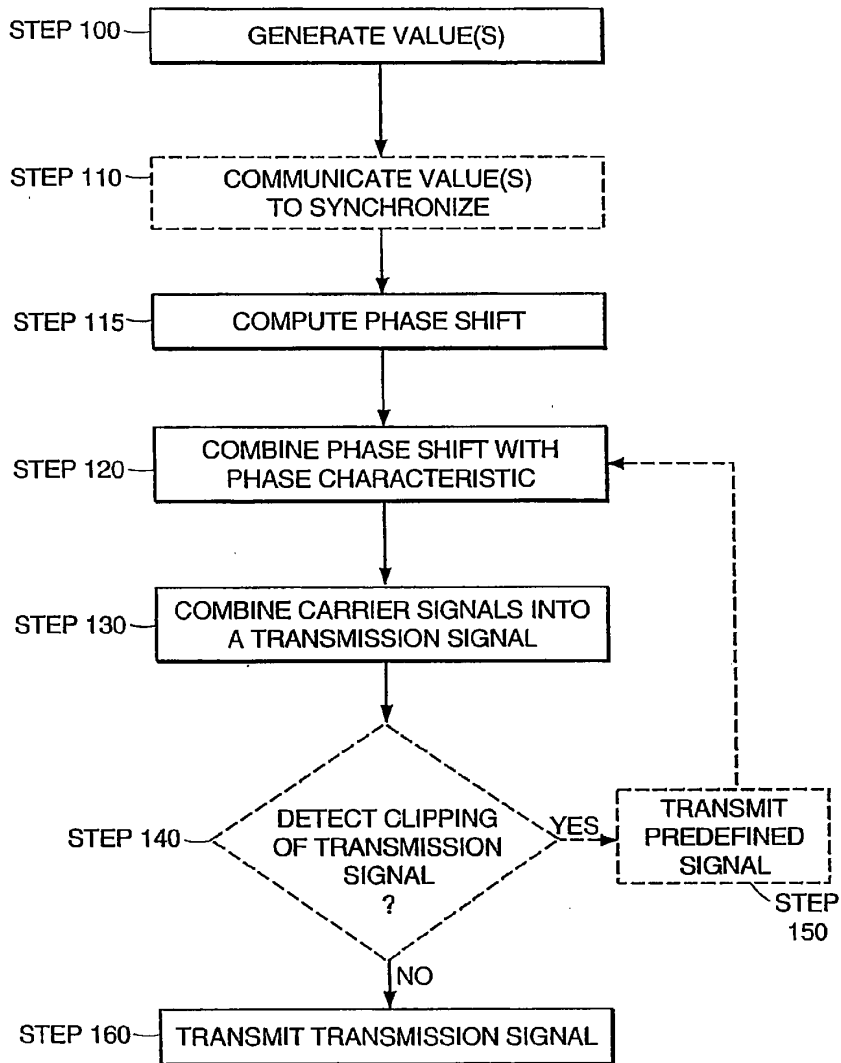 STEP 100
GENERATE VALUE(S)
STEP 110
COMMUNICATE VALUE(S)
TO SYNCHRONIZE
STEP 115
COMPUTE PHASE SHIFT
STEP 120
COMBINE PHASE SHIFT WITH
PHASE CHARACTERISTIC
STEP 130
COMBINE CARRIER SIGNALS INTO
A TRANSMISSION SIGNAL
STEP 140
DETECT CLIPPING
OF TRANSMISSION
SIGNAL
?
YES
TRANSMIT
PREDEFINED
SIGNAL
STEP
150
NO
STEP 160
TRANSMIT TRANSMISSION SIGNAL